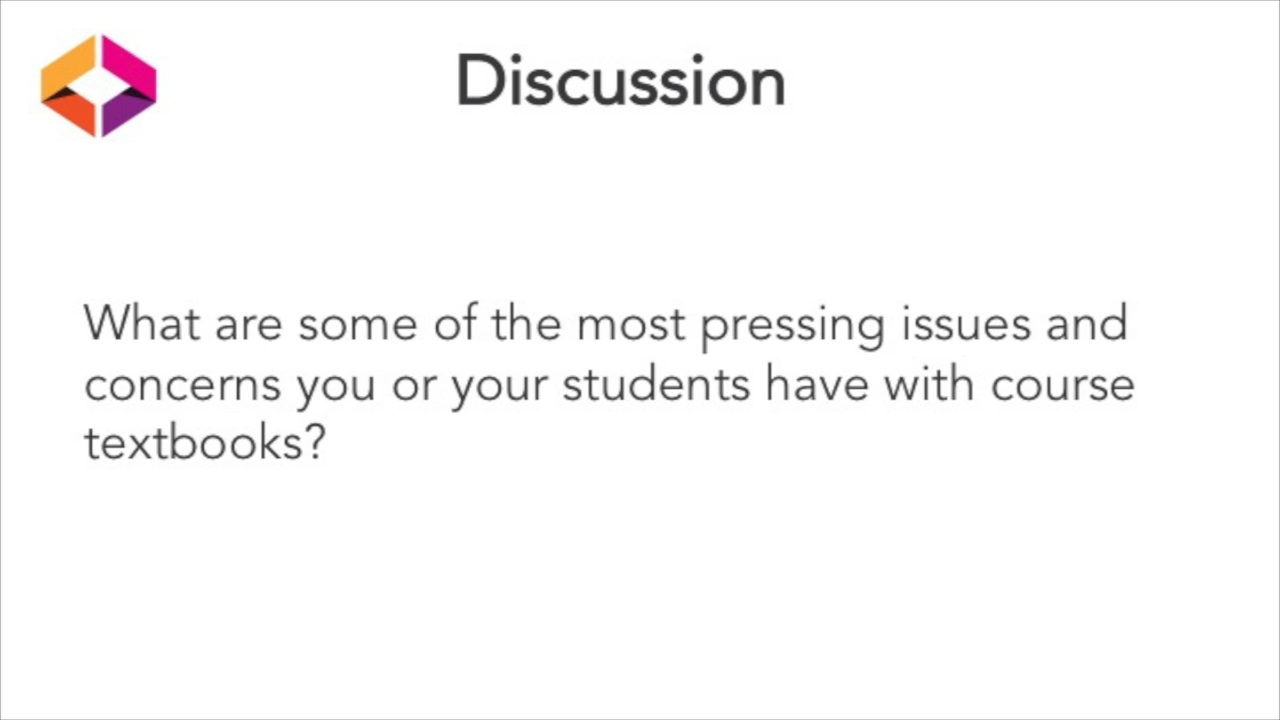 Discussion
What are some of the most pressing issues and
concerns you or your students have with course
textbooks?